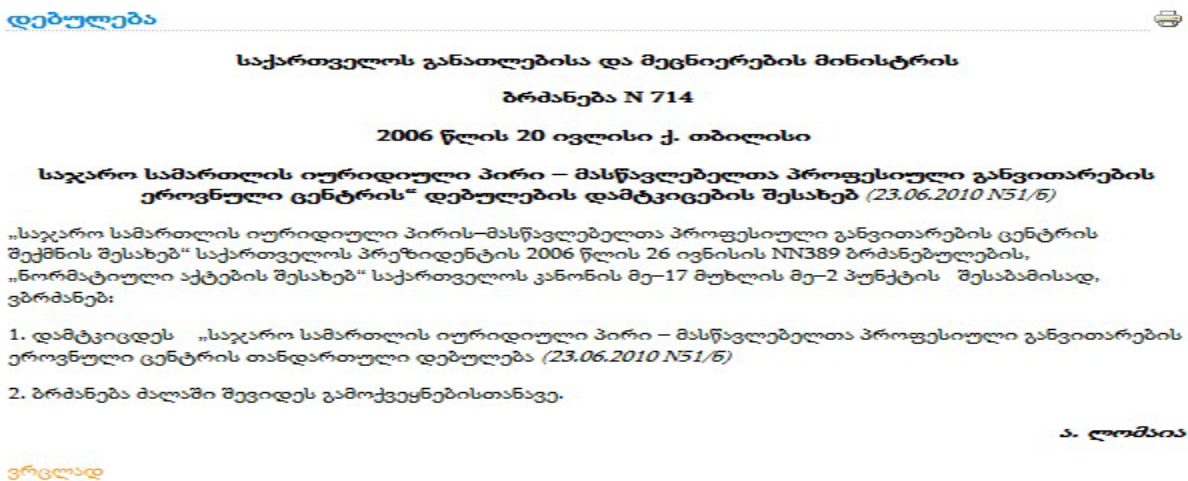 დებულება
საქართველოს განათლებისა და მეცნიერების მინისტრის
ბრძანება N 714
2006 წლის 20 ივლისი ქ. თბილისი
საჯარო სამართლის იურიდიული პირი – მასწავლებელთა პროფესიული განვითარების
ეროვნული ცენტრის“ დებულების დამტკიცების შესახებ (23.06.2010 N51/ნ)
„საჯარო სამართლის იურიდიული პირის–მასწავლებელთა პროფესიული განვითარების ცენტრის
შექმნის შესახებ“ საქართველოს პრეზიდენტის 2006 წლის 26 ივნისის NN389 ბრძანებულების,
„ნორმატიული აქტების შესახებ“ საქართველოს კანონის მე–17 მუხლის მე–2 პუნქტის შესაბამისად,
ვბრძანებ:
1. დამტკიცდეს „საჯარო სამართლის იურიდიული პირი – მასწავლებელთა პროფესიული განვითარების
ეროვნული ცენტრის თანდართული დებულება (23.06.2010 N51/ნ)
2. ბრძანება ძალაში შევიდეს გამოქვეყნებისთანავე.
ა. ლომაია
ვრცლად